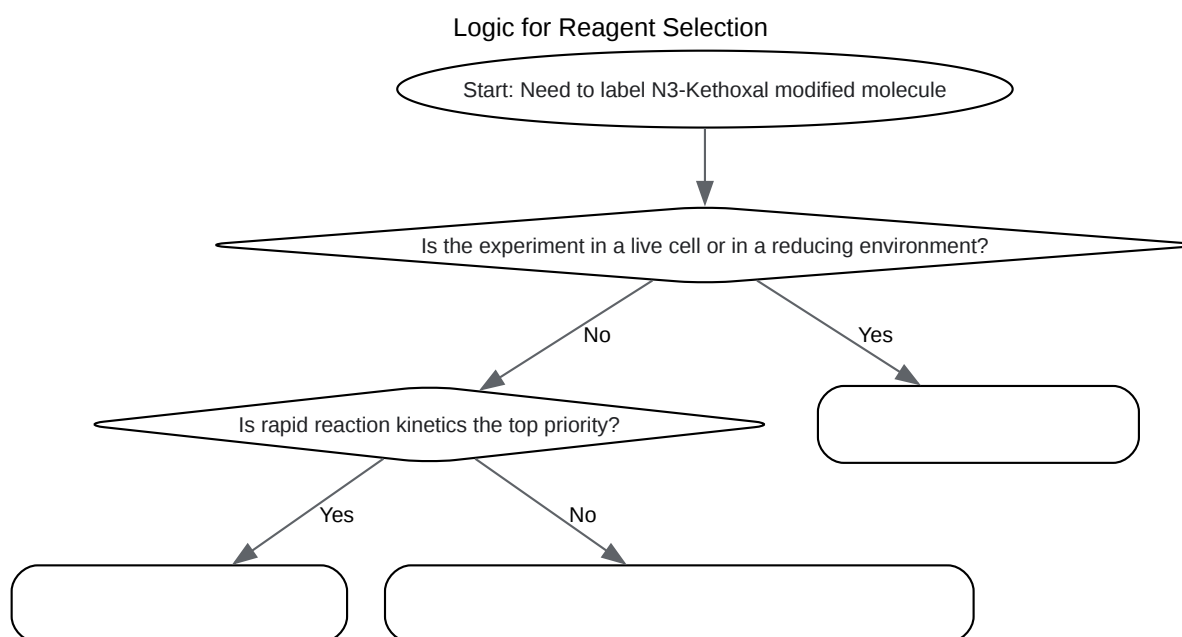 Logic for Reagent Selection
Start: Need to label N3-Kethoxal modified molecule
Is the experiment in a live cell or in a reducing environment?
No
Yes
Is rapid reaction kinetics the top priority?
Yes
No